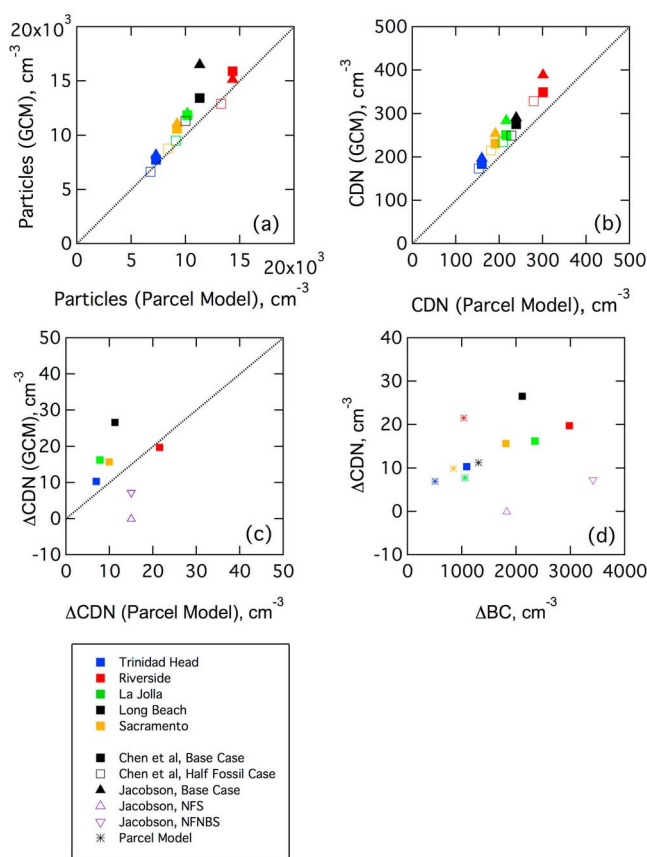 20x10³
15
10
5
0
Particles (GCM), cm⁻³
0
5
10
15
20x10³
Particles (Parcel Model), cm⁻³
(a)
500
400
300
200
100
0
CDN (GCM), cm⁻³
0
100
200
300
400
500
CDN (Parcel Model), cm⁻³
(b)
50
40
30
20
10
0
-10
ΔCDN (GCM), cm⁻³
0
10
20
30
40
50
ΔCDN (Parcel Model), cm⁻³
(c)
40
30
20
10
0
-10
ΔCDN, cm⁻³
0
1000
2000
3000
4000
ΔBC, cm⁻³
(d)
Trinidad Head
Riverside
La Jolla
Long Beach
Sacramento
Chen et al, Base Case
Chen et al, Half Fossil Case
Jacobson, Base Case
Jacobson, NFS
Jacobson, NFNBS
Parcel Model